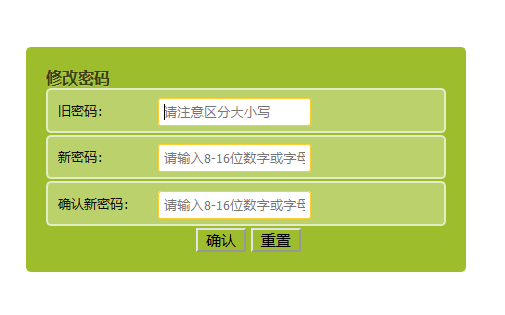 修改密码
旧密码： 请注意区分大小写
新密码： 请输入8-16位数字或字母
确认新密码： 请输入8-16位数字或字母
确认 重置